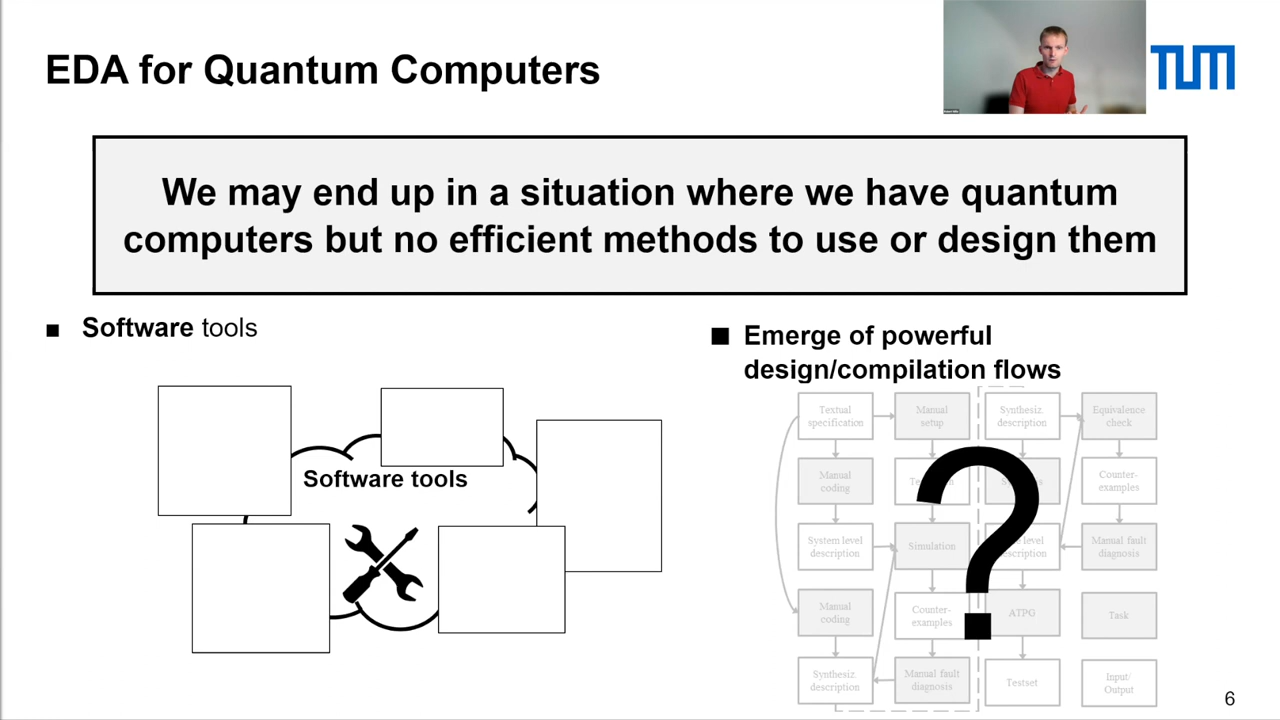 EDA for Quantum Computers
TUM
We may end up in a situation where we have quantum
computers but no efficient methods to use or design them
■ Software tools
Software tools
■ Emerge of powerful
design/compilation flows
Textual
specification
Manual
setup
Synthesiz.
description
Equivalence
check
Manual
coding
Counter-
examples
System level
description
Simulation
level
Manual fault
diagnosis
Manual
coding
Counter-
examples
ATPG
Task
Synthesiz.
description
Manual fault
diagnosis
Testset
Input/
Output
?
6